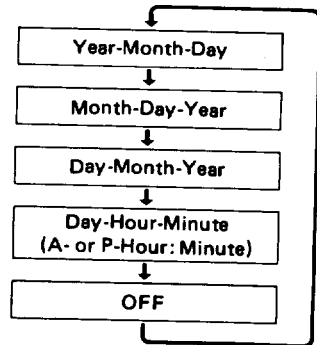 Year-Month-Day
Month-Day-Year
Day-Month-Year
Day-Hour-Minute
(A- or P-Hour: Minute)
OFF